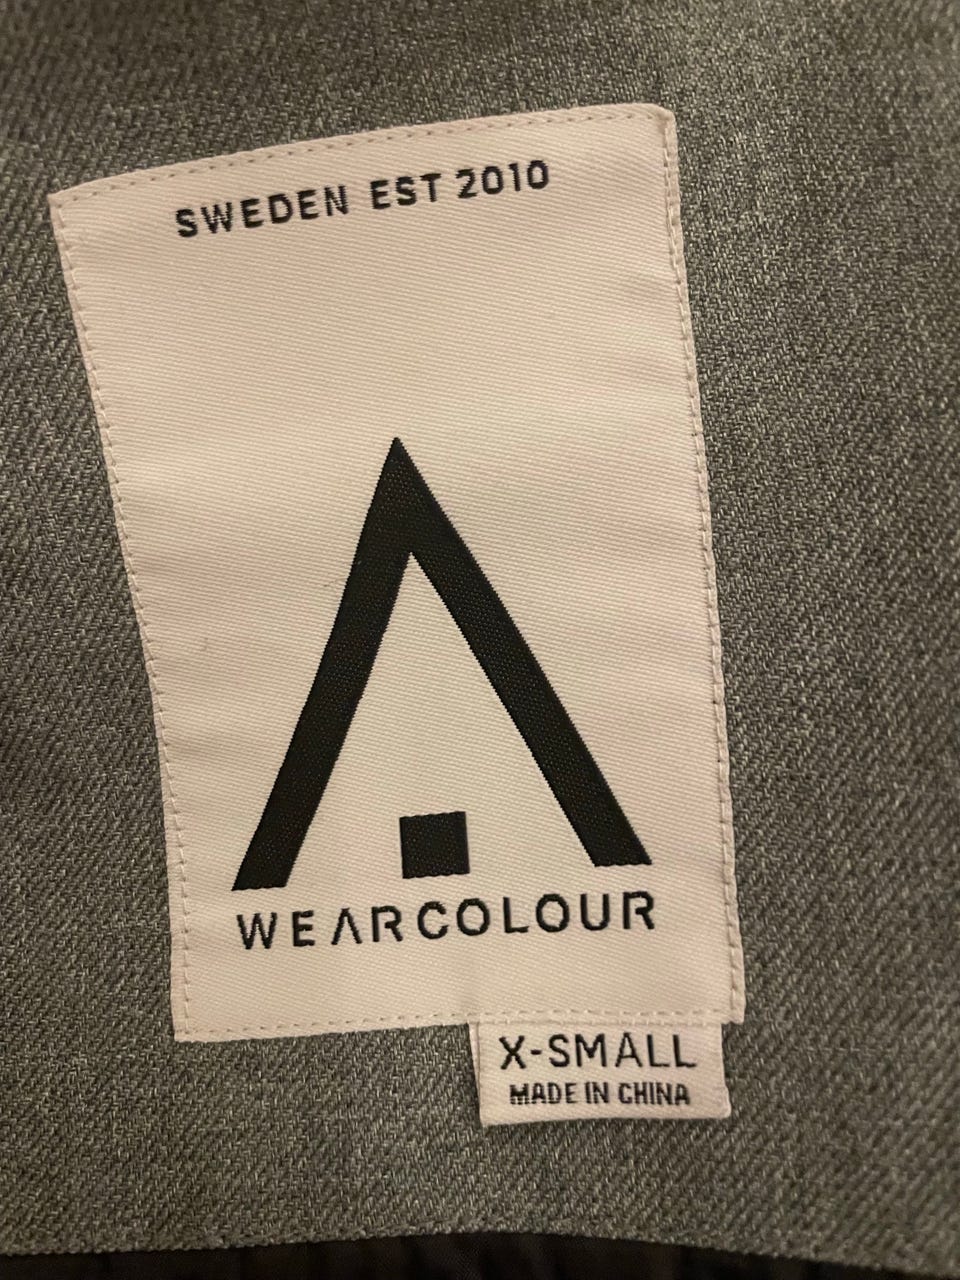 SWEDEN EST 2010
WEARCOLOUR
X-SMALL
MADE IN CHINA